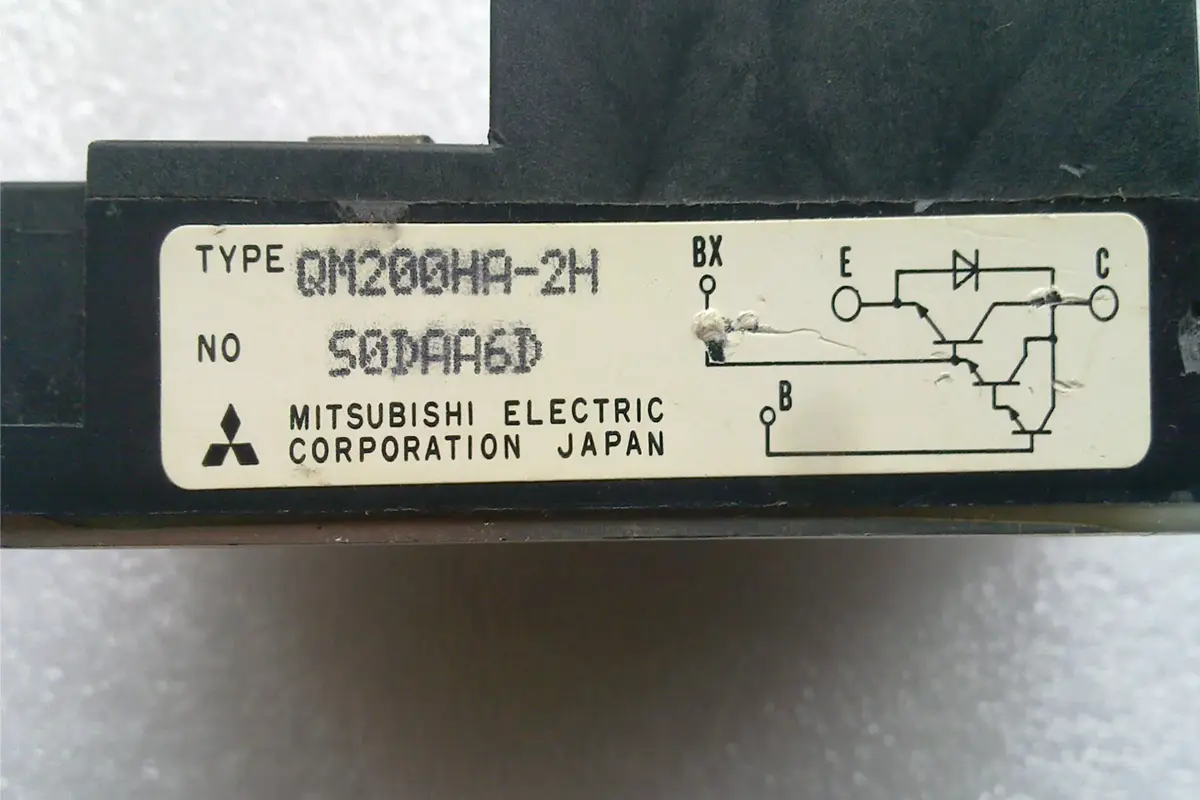 TYPE QM200HA-2H
NO S0DAA6D
MITSUBISHI ELECTRIC
CORPORATION JAPAN
BX
E
C
B